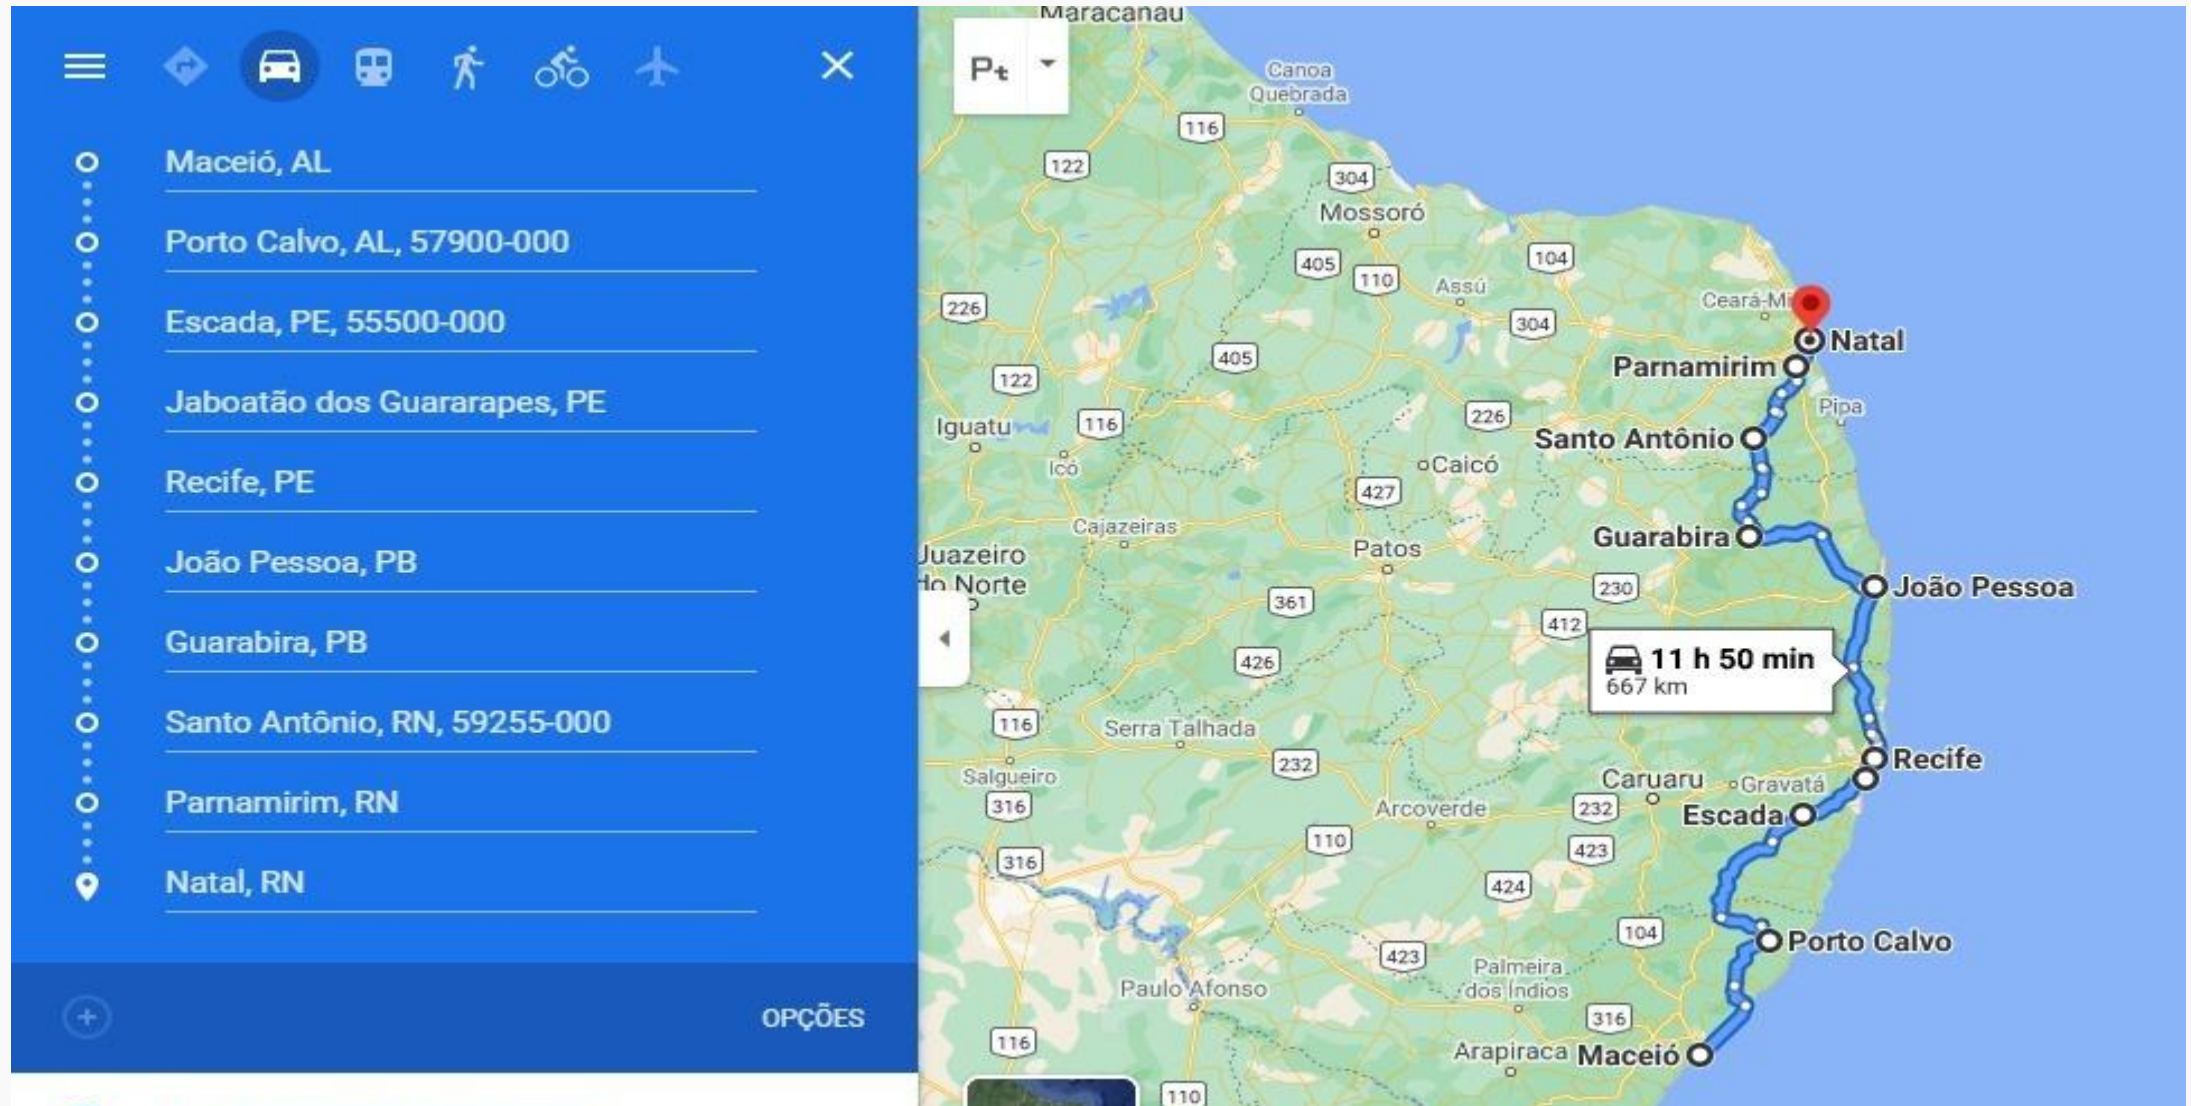 Maceió, AL
Porto Calvo, AL, 57900-000
Escada, PE, 55500-000
Jaboatão dos Guararapes, PE
Recife, PE
João Pessoa, PB
Guarabira, PB
Santo Antônio, RN, 59255-000
Parnamirim, RN
Natal, RN
OPÇÕES
Maracanaú
Pt
Canoa
Quebrada
116
122
304
Mossoró
405
110
104
Assú
226
Ceará-Mi
304
Natal
405
Parnamirim
122
Pipa
226
116
Iguatu
Santo Antônio
Icó
Caicó
427
Cajazeiras
Guarabira
Patos
Juazeiro
do Norte
230
João Pessoa
361
412
11 h 50 min
667 km
426
116
Serra Talhada
232
Recife
Salgueiro
Caruaru
Gravatá
316
Arcoverde
232
Escada
110
423
316
424
104
Porto Calvo
423
Palmeira
dos Índios
Paulo Afonso
316
116
Arapiraca
Maceió
110